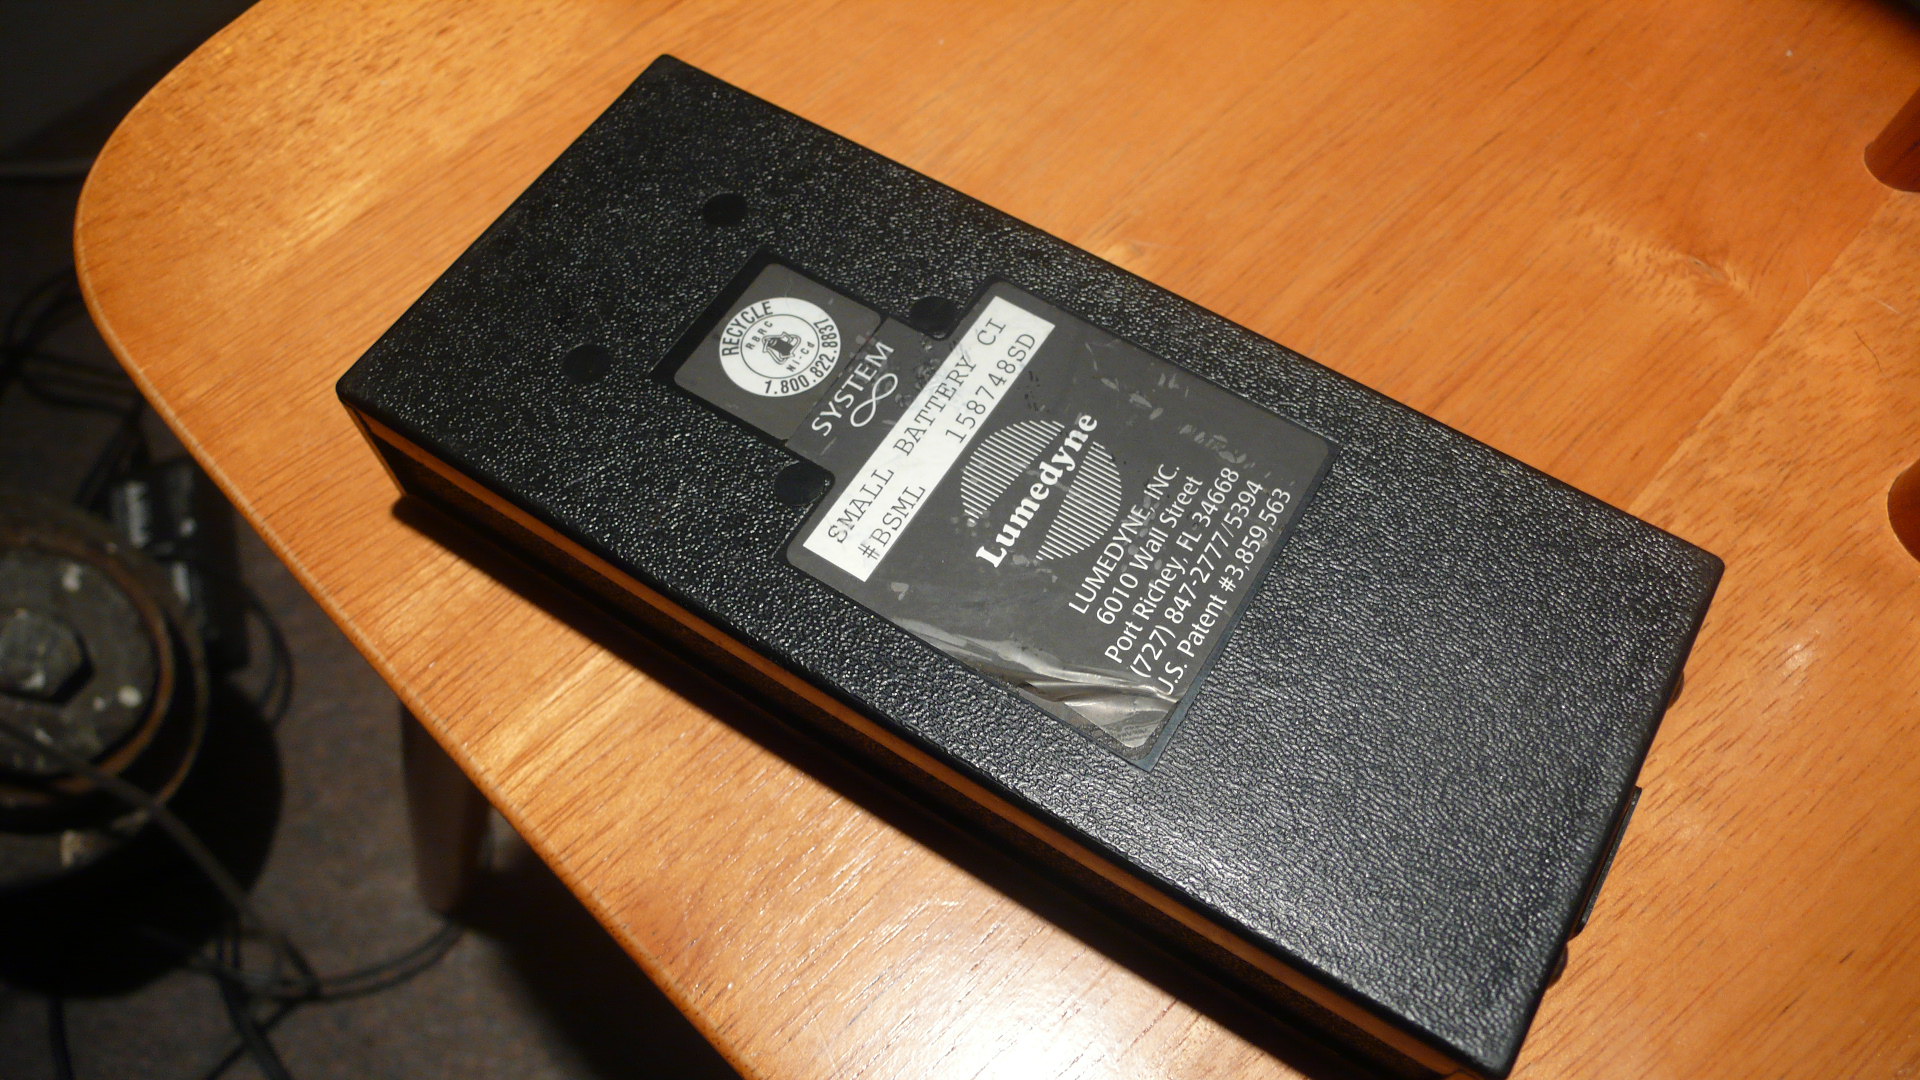 RECYCLE
RBRC
Ni-Cd
1.800.822.8837
SYSTEM
SMALL BATTERY CI
#BSML 158748SD
Lumedyne
LUMEDYNE, INC.
6010 Wall Street
Port Richey, FL 34668
(727) 847-2777/5394
U.S. Patent #3,859,563